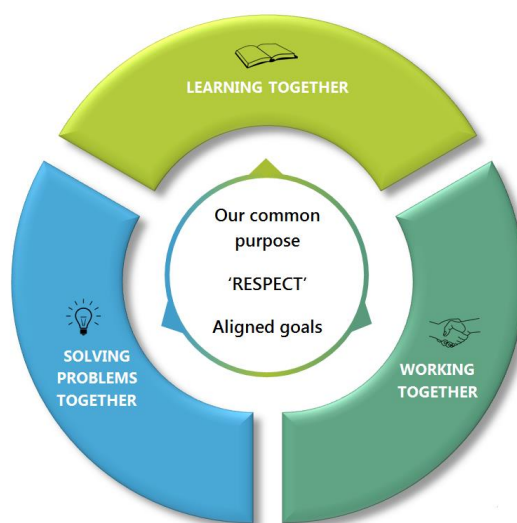 LEARNING TOGETHER
Our common
purpose
‘RESPECT’
Aligned goals
SOLVING
PROBLEMS
TOGETHER
WORKING
TOGETHER